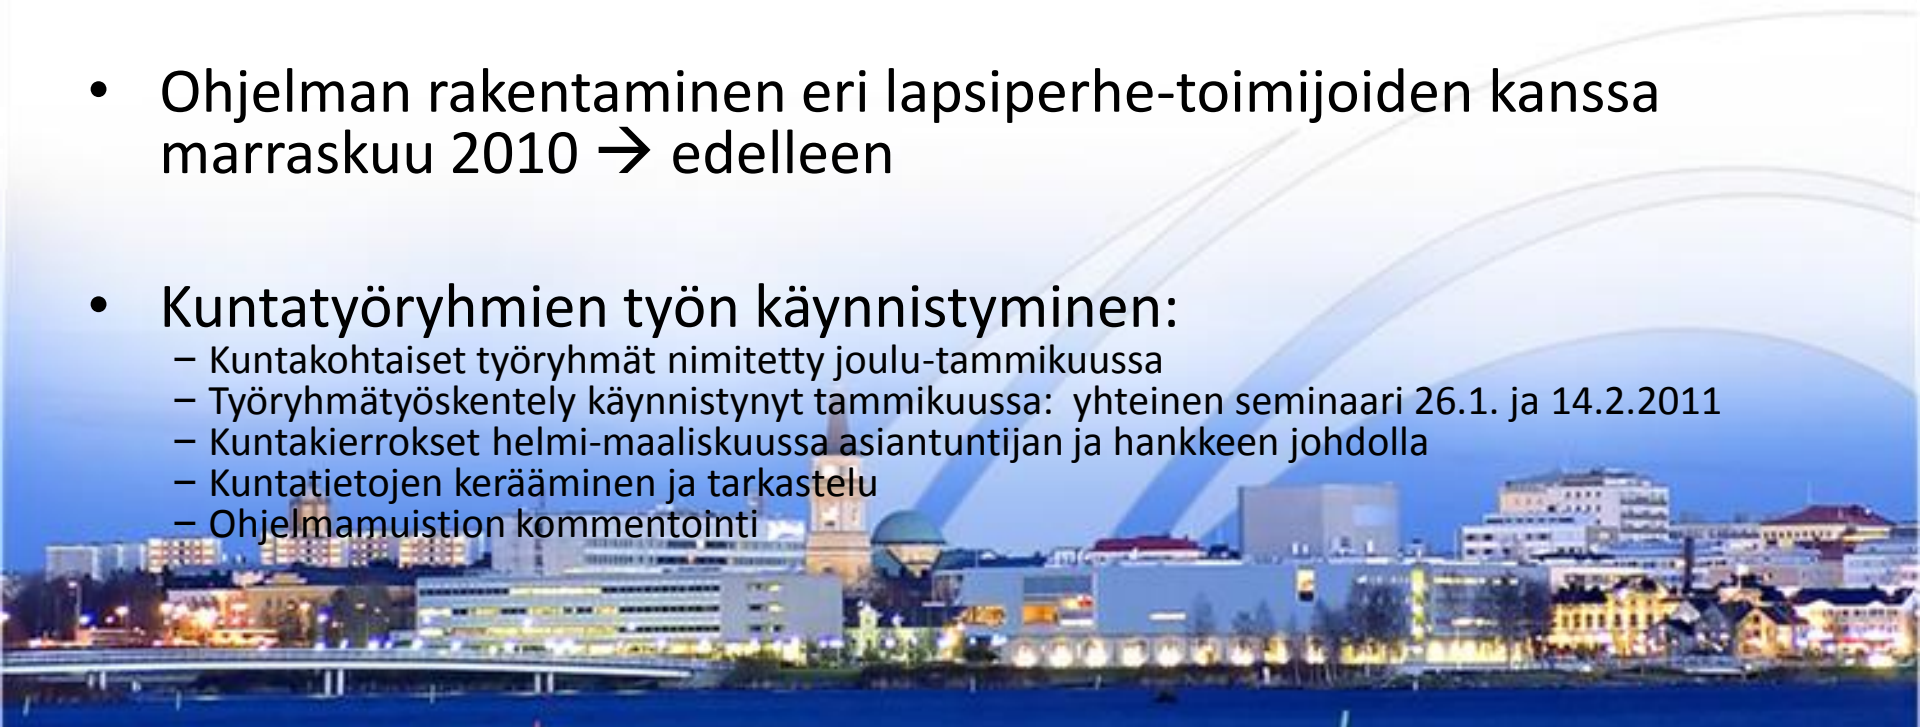 • Ohjelman rakentaminen eri lapsiperhe-toimijoiden kanssa
marraskuu 2010 → edelleen
• Kuntatyöryhmien työn käynnistyminen:
– Kuntakohtaiset työryhmät nimitetty joulu-tammikuussa
– Työryhmätyöskentely käynnistynyt tammikuussa:  yhteinen seminaari 26.1. ja 14.2.2011
– Kuntakierrokset helmi-maaliskuussa asiantuntijan ja hankkeen johdolla
– Kuntatietojen kerääminen ja tarkastelu
– Ohjelmamuistion kommentointi